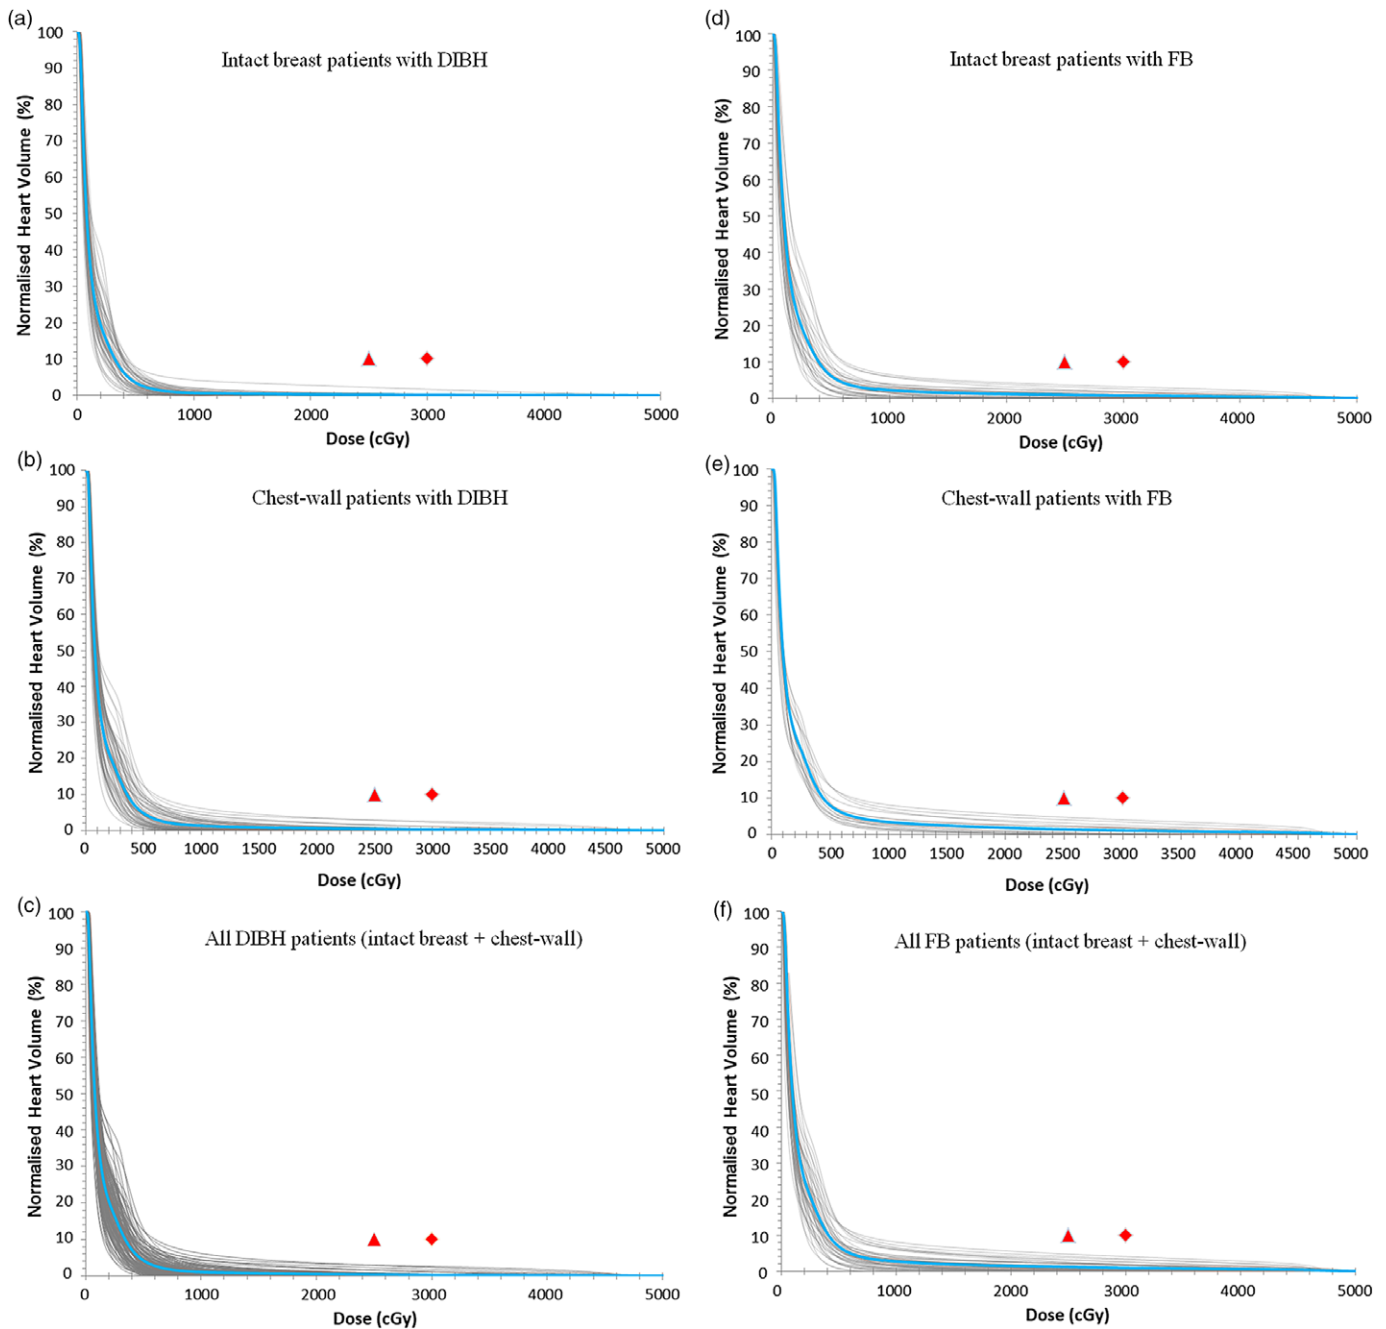 (a)
Intact breast patients with DIBH
Normalised Heart Volume (%)
100
90
80
70
60
50
40
30
20
10
0
0 1000 2000 3000 4000 5000
Dose (cGy)
(d)
Intact breast patients with FB
Normalised Heart Volume (%)
100
90
80
70
60
50
40
30
20
10
0
0 1000 2000 3000 4000 5000
Dose (cGy)
(b)
Chest-wall patients with DIBH
Normalised Heart Volume (%)
100
90
80
70
60
50
40
30
20
10
0
0 500 1000 1500 2000 2500 3000 3500 4000 4500 5000
Dose (cGy)
(e)
Chest-wall patients with FB
Normalised Heart Volume (%)
100
90
80
70
60
50
40
30
20
10
0
0 500 1000 1500 2000 2500 3000 3500 4000 4500 5000
Dose (cGy)
(c)
All DIBH patients (intact breast + chest-wall)
Normalised Heart Volume (%)
100
90
80
70
60
50
40
30
20
10
0
0 1000 2000 3000 4000 5000
Dose (cGy)
(f)
All FB patients (intact breast + chest-wall)
Normalised Heart Volume (%)
100
90
80
70
60
50
40
30
20
10
0
0 1000 2000 3000 4000 5000
Dose (cGy)